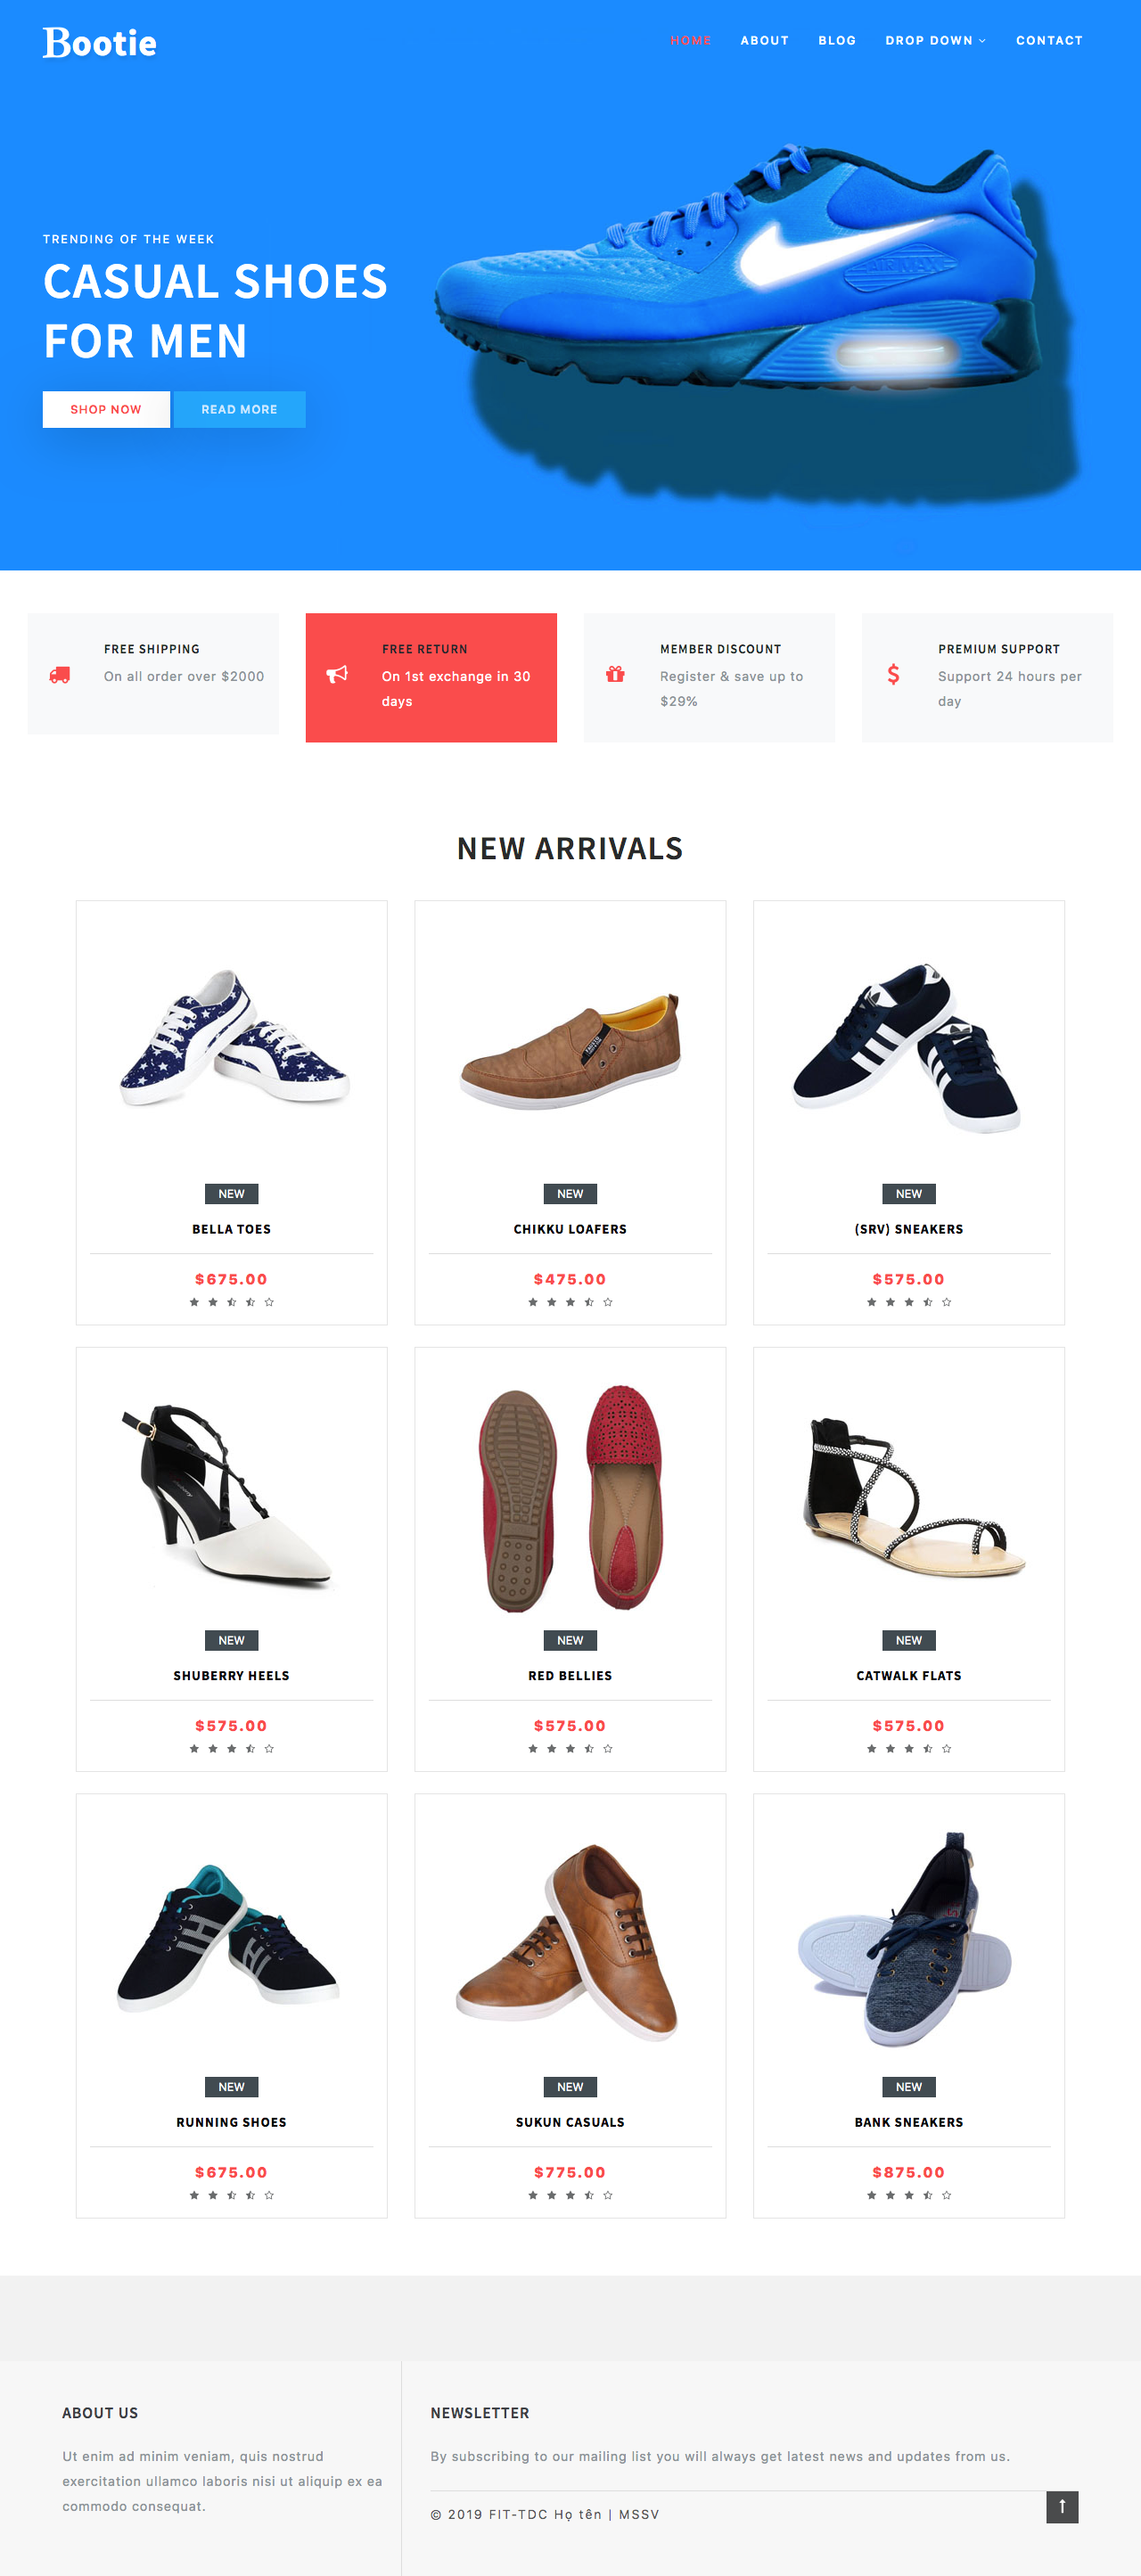 Bootie
HOME ABOUT BLOG DROP DOWN CONTACT
AIR MAX
TRENDING OF THE WEEK
CASUAL SHOES
FOR MEN
SHOP NOW READ MORE
FREE SHIPPING
On all order over $2000
FREE RETURN
On 1st exchange in 30
days
MEMBER DISCOUNT
Register & save up to
$29%
PREMIUM SUPPORT
Support 24 hours per
day
NEW ARRIVALS
NEW
BELLA TOES
$675.00
NEW
CHIKKU LOAFERS
$475.00
NEW
(SRV) SNEAKERS
$575.00
NEW
SHUBERRY HEELS
$575.00
NEW
RED BELLIES
$575.00
NEW
CATWALK FLATS
$575.00
NEW
RUNNING SHOES
$675.00
NEW
SUKUN CASUALS
$775.00
NEW
BANK SNEAKERS
$875.00
ABOUT US
Ut enim ad minim veniam, quis nostrud
exercitation ullamco laboris nisi ut aliquip ex ea
commodo consequat.
NEWSLETTER
By subscribing to our mailing list you will always get latest news and updates from us.
© 2019 FIT-TDC Họ tên | MSSV